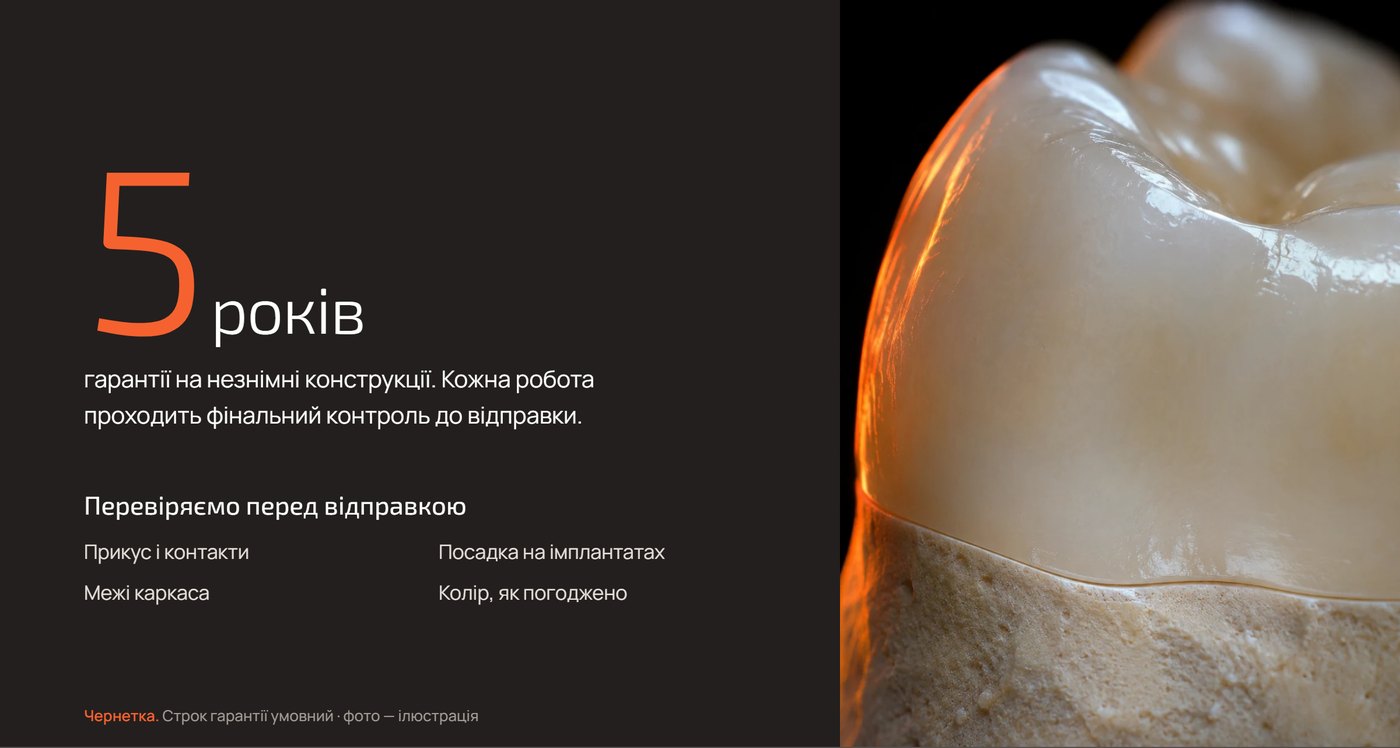 5 років
гарантії на незнімні конструкції. Кожна робота
проходить фінальний контроль до відправки.
Перевіряємо перед відправкою
Прикус і контакти
Посадка на імплантатах
Межі каркаса
Колір, як погоджено
Чернетка. Строк гарантії умовний · фото — ілюстрація